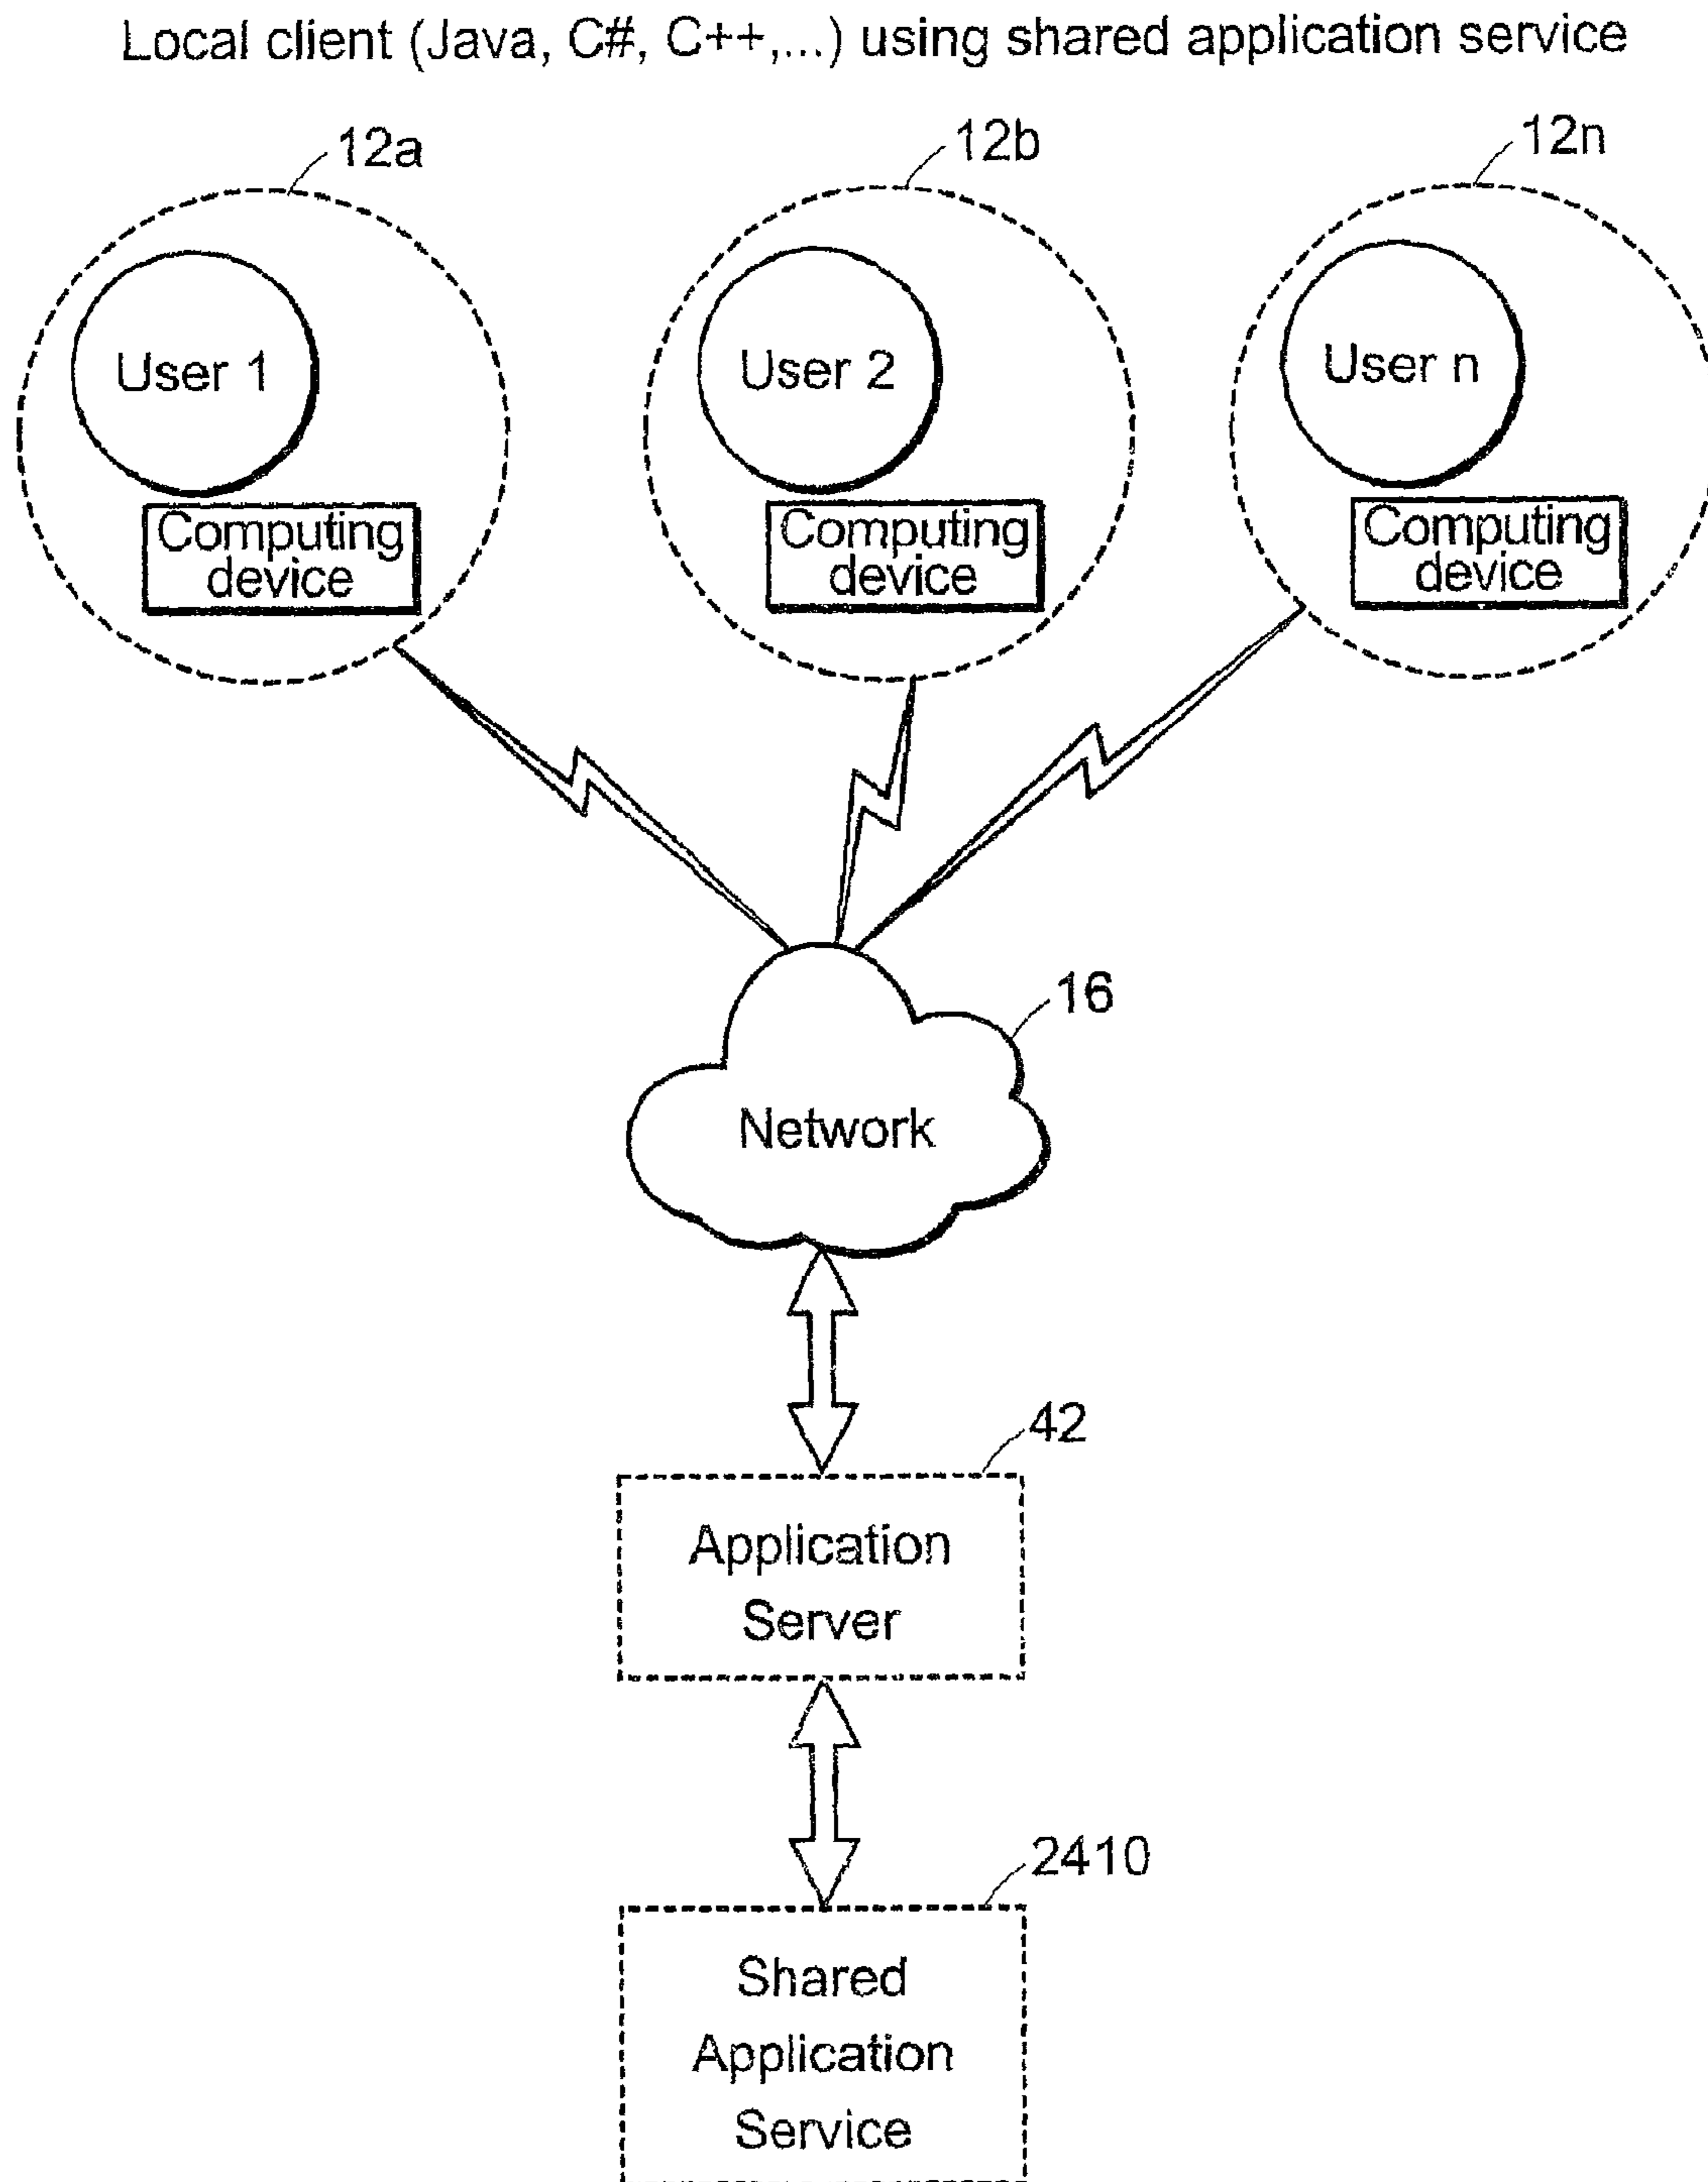 Local client (Java, C#, C++,...) using shared application service
12a
12b
12n
User 1
User 2
User n
Computing
device
Computing
device
Computing
device
16
Network
42
Application
Server
2410
Shared
Application
Service